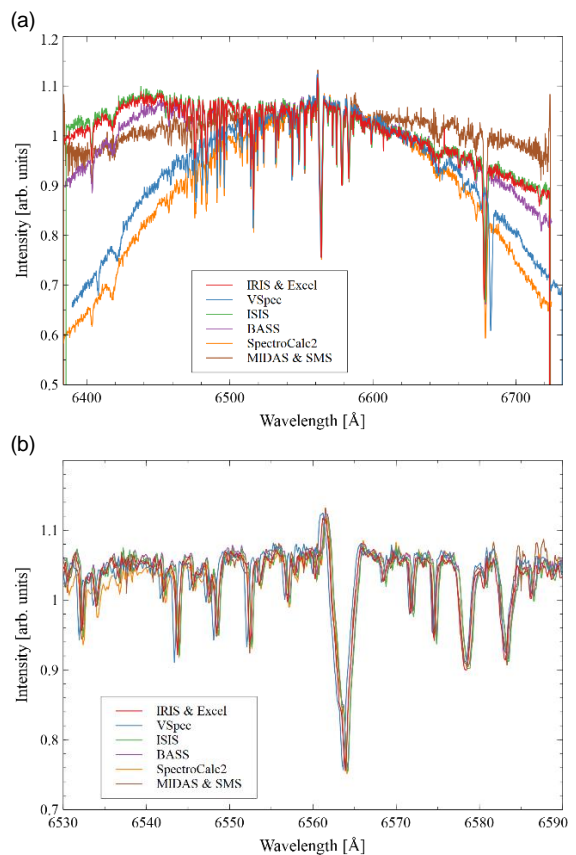 (a)
1.2
1.1
1
0.9
0.8
0.7
0.6
0.5
Intensity [arb. units]
IRIS & Excel
VSpec
ISIS
BASS
SpectroCalc2
MIDAS & SMS
6400 6500 6600 6700
Wavelength [Å]
(b)
1.1
1
0.9
0.8
0.7
Intensity [arb. units]
IRIS & Excel
VSpec
ISIS
BASS
SpectroCalc2
MIDAS & SMS
6530 6540 6550 6560 6570 6580 6590
Wavelength [Å]